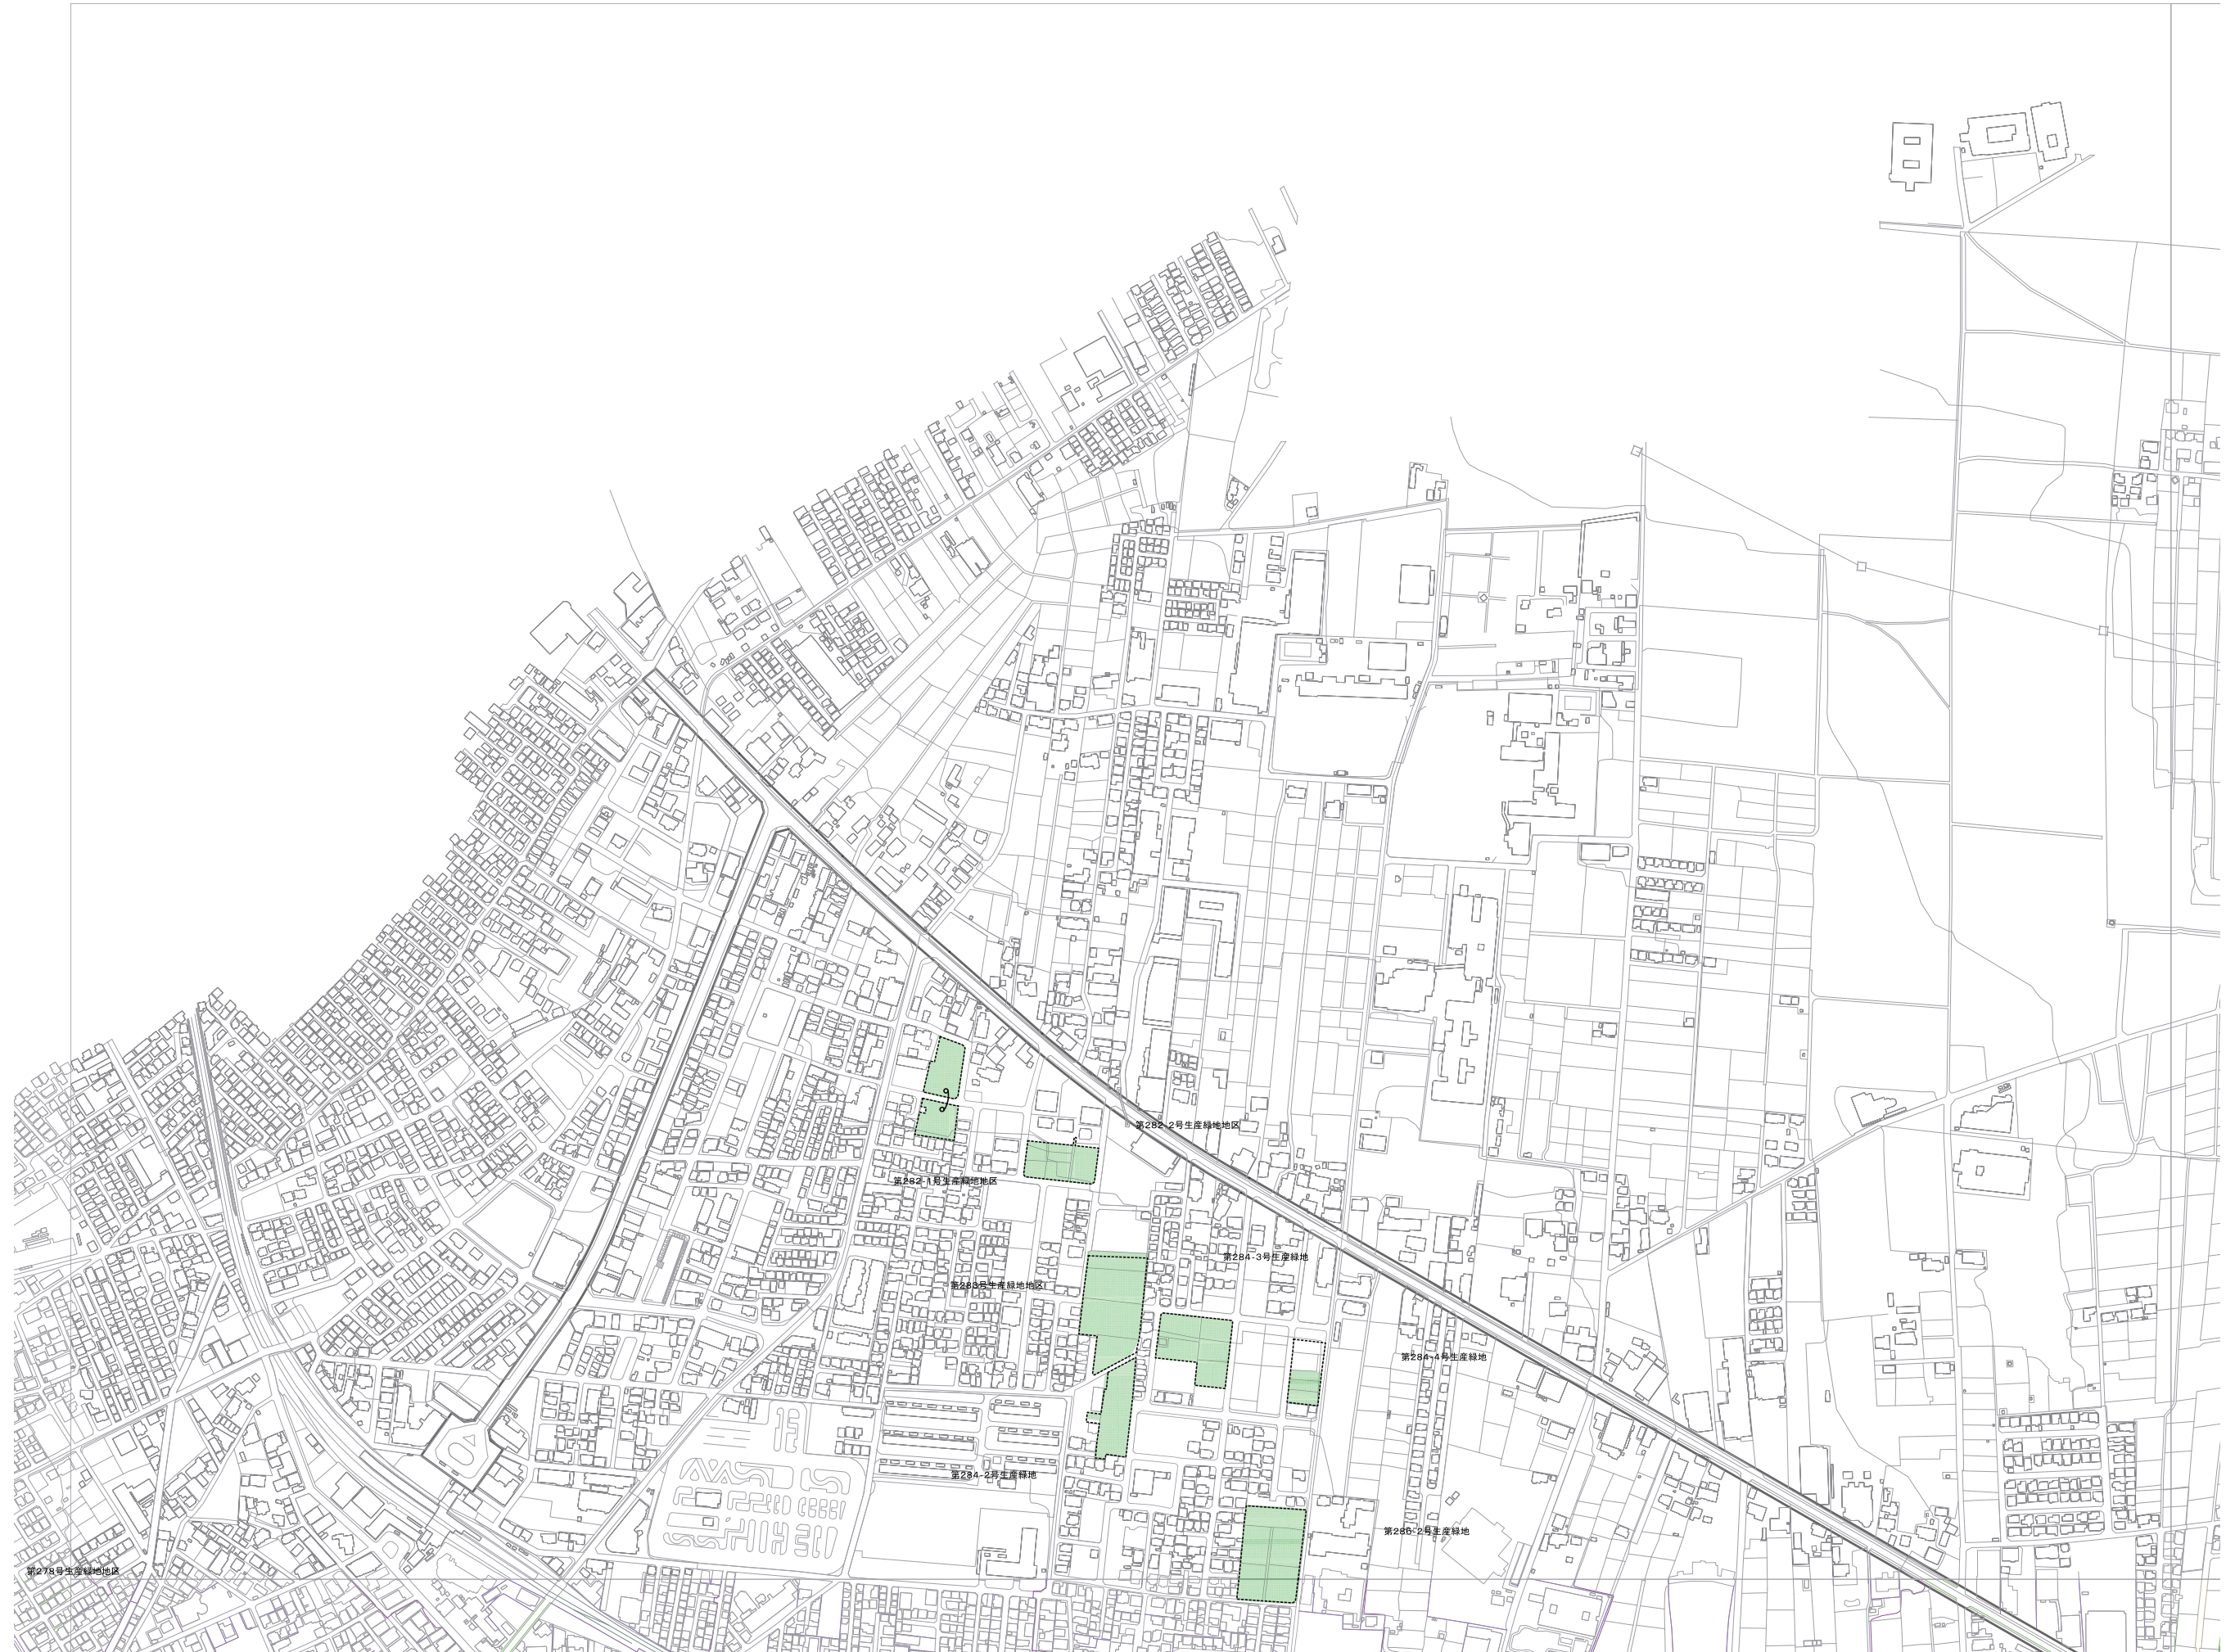 第282-2号生産緑地地区
第282-1号生産緑地地区
第284-3号生産緑地
第283号生産緑地地区
第284-4号生産緑地
第284-2号生産緑地
第286-2号生産緑地
第278号生産緑地地区